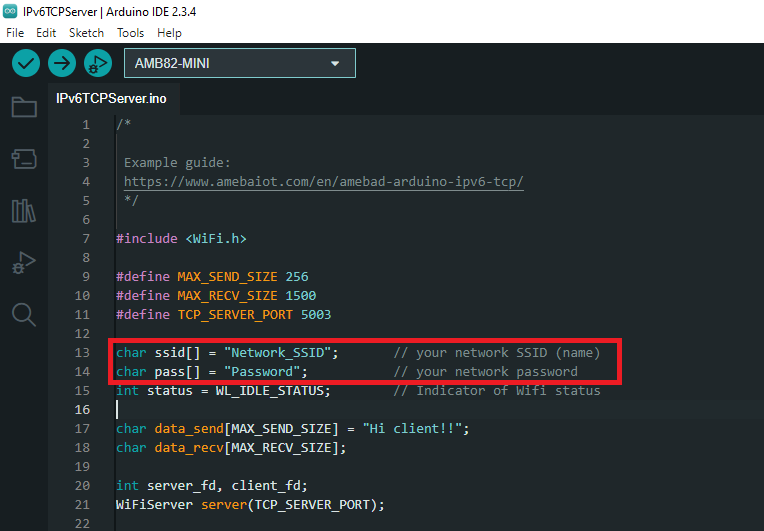 IPv6TCPServer | Arduino IDE 2.3.4
File Edit Sketch Tools Help
AMB82-MINI
IPv6TCPServer.ino
1 /*
2
3 Example guide:
4 https://www.amebaiot.com/en/amebad-arduino-ipv6-tcp/
5 */
6
7 #include <WiFi.h>
8
9 #define MAX_SEND_SIZE 256
10 #define MAX_RECV_SIZE 1500
11 #define TCP_SERVER_PORT 5003
12
13 char ssid[] = "Network_SSID"; // your network SSID (name)
14 char pass[] = "Password"; // your network password
15 int status = WL_IDLE_STATUS; // Indicator of Wifi status
16
17 char data_send[MAX_SEND_SIZE] = "Hi client!!";
18 char data_recv[MAX_RECV_SIZE];
19
20 int server_fd, client_fd;
21 WiFiServer server(TCP_SERVER_PORT);
22